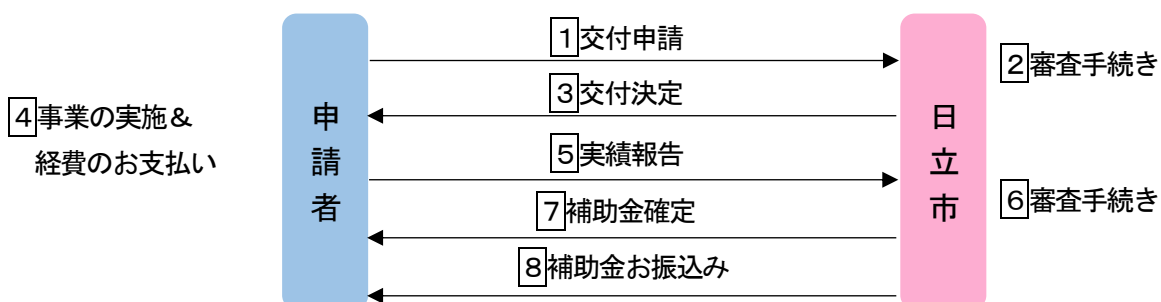 1交付申請
2審査手続き
3交付決定
4事業の実施&
経費のお支払い
申請者
日立市
5実績報告
6審査手続き
7補助金確定
8補助金お振込み